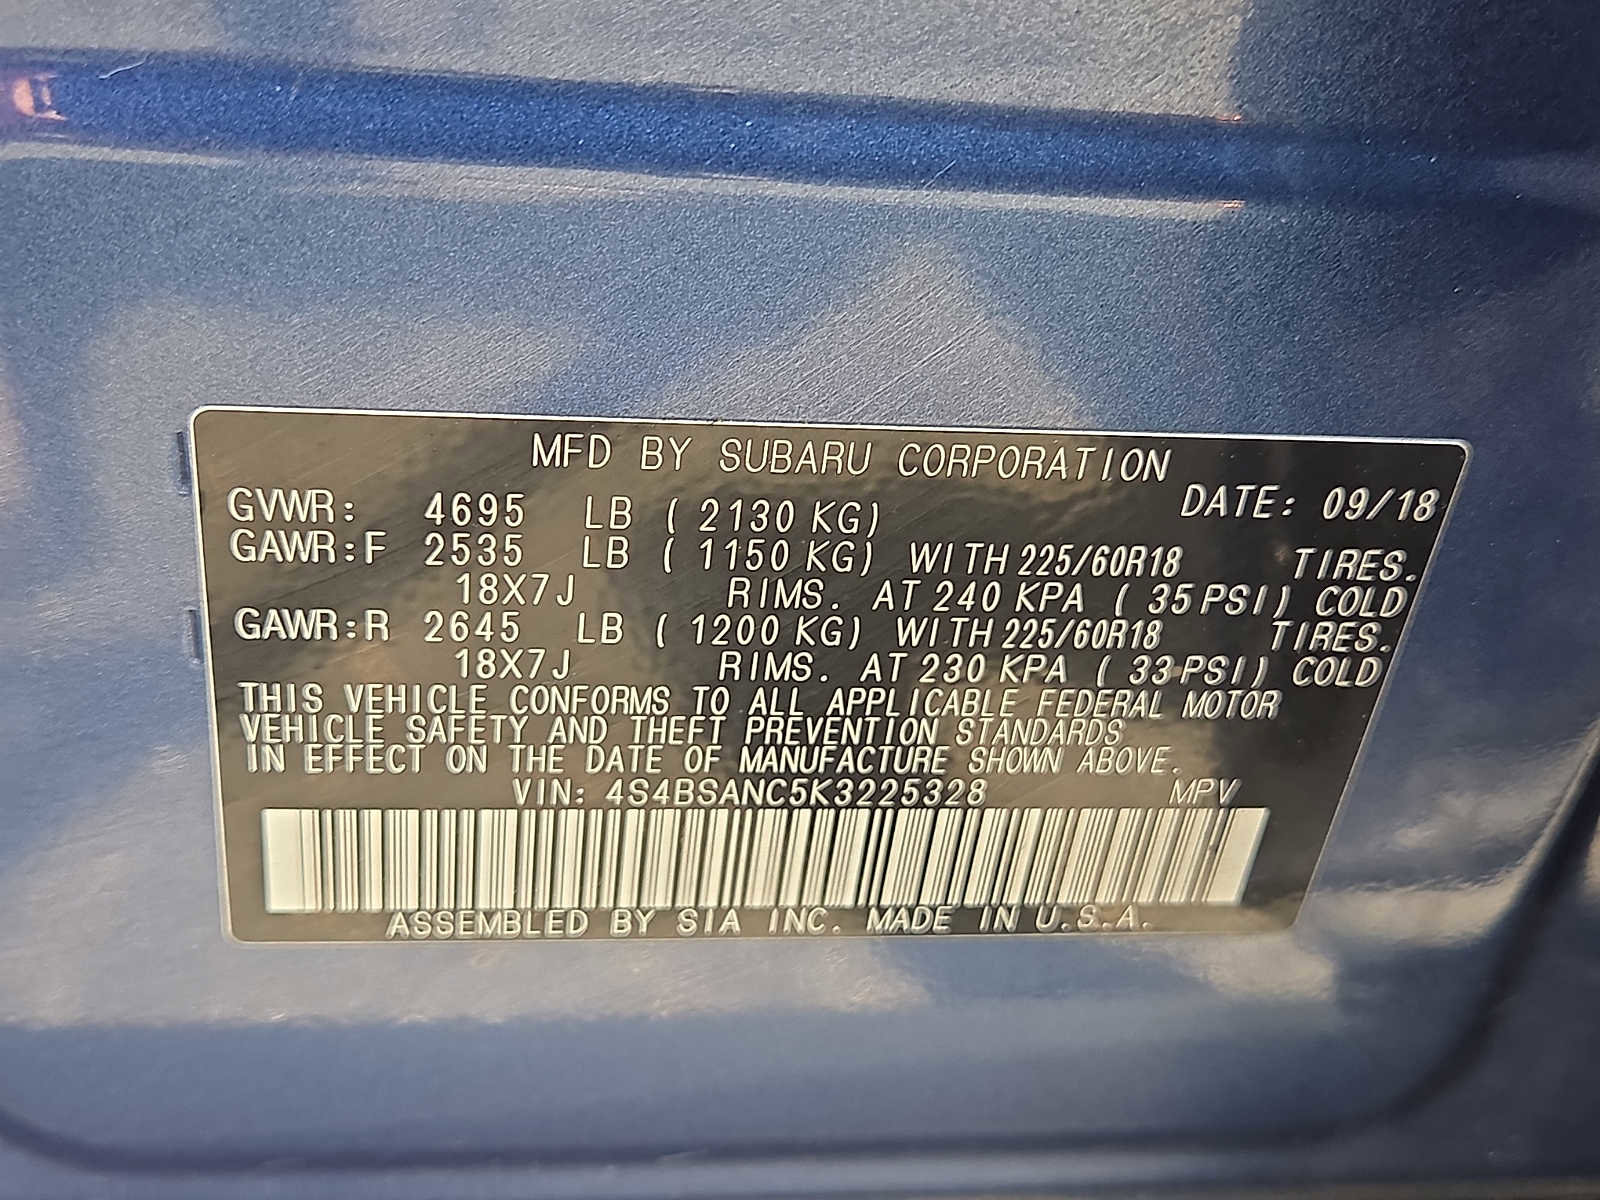 MFD BY SUBARU CORPORATION
DATE: 09/18
GVWR: 4695 LB ( 2130 KG)
GAWR:F 2535 LB ( 1150 KG) WITH 225/60R18 TIRES.
18X7J RIMS. AT 240 KPA ( 35 PSI) COLD
GAWR:R 2645 LB ( 1200 KG) WITH 225/60R18 TIRES.
18X7J RIMS. AT 230 KPA ( 33 PSI) COLD
THIS VEHICLE CONFORMS TO ALL APPLICABLE FEDERAL MOTOR
VEHICLE SAFETY AND THEFT PREVENTION STANDARDS
IN EFFECT ON THE DATE OF MANUFACTURE SHOWN ABOVE.
VIN: 4S4BSANC5K3225328 MPV
ASSEMBLED BY SIA INC. MADE IN U.S.A.